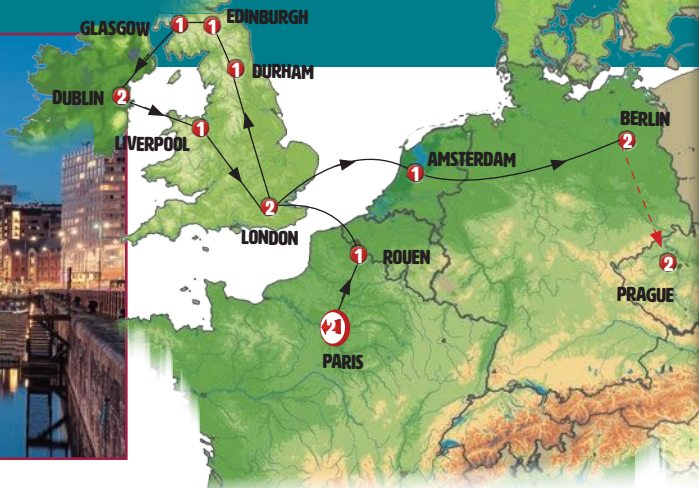 GLASGOW 1 1 EDINBURGH
1 DURHAM
DUBLIN 2
LIVERPOOL 1
BERLIN
2
1 AMSTERDAM
2
LONDON
1 ROUEN
2
PRAGUE
2
PARIS